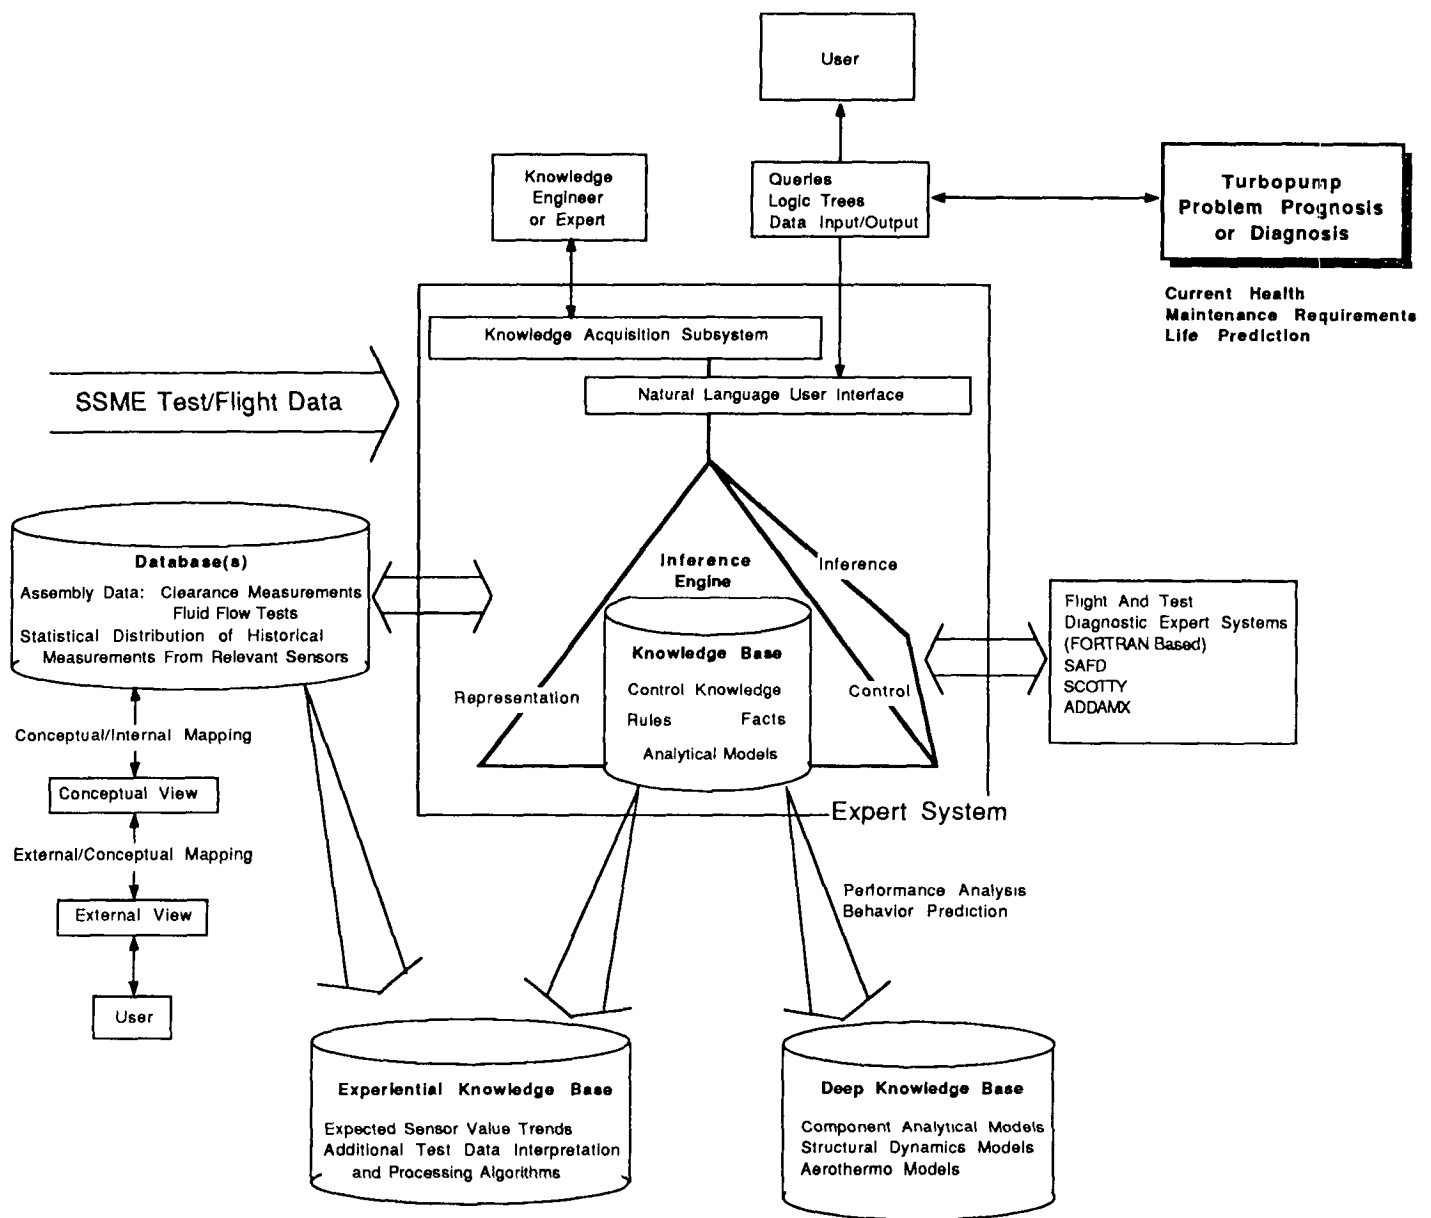 User
Knowledge
Engineer
or Expert
Queries
Logic Trees
Data Input/Output
Turbopump
Problem Prognosis
or Diagnosis
Current Health
Maintenance Requirements
Life Prediction
Knowledge Acquisition Subsystem
Natural Language User Interface
SSME Test/Flight Data
Database(s)
Assembly Data: Clearance Measurements
Fluid Flow Tests
Statistical Distribution of Historical
Measurements From Relevant Sensors
Inference
Engine
Inference
Knowledge Base
Control Knowledge
Rules Facts
Analytical Models
Representation
Control
Flight And Test
Diagnostic Expert Systems
(FORTRAN Based)
SAFD
SCOTTY
ADDAMX
Conceptual/Internal Mapping
Conceptual View
External/Conceptual Mapping
External View
User
Expert System
Performance Analysis
Behavior Prediction
Experiential Knowledge Base
Expected Sensor Value Trends
Additional Test Data Interpretation
and Processing Algorithms
Deep Knowledge Base
Component Analytical Models
Structural Dynamics Models
Aerothermo Models